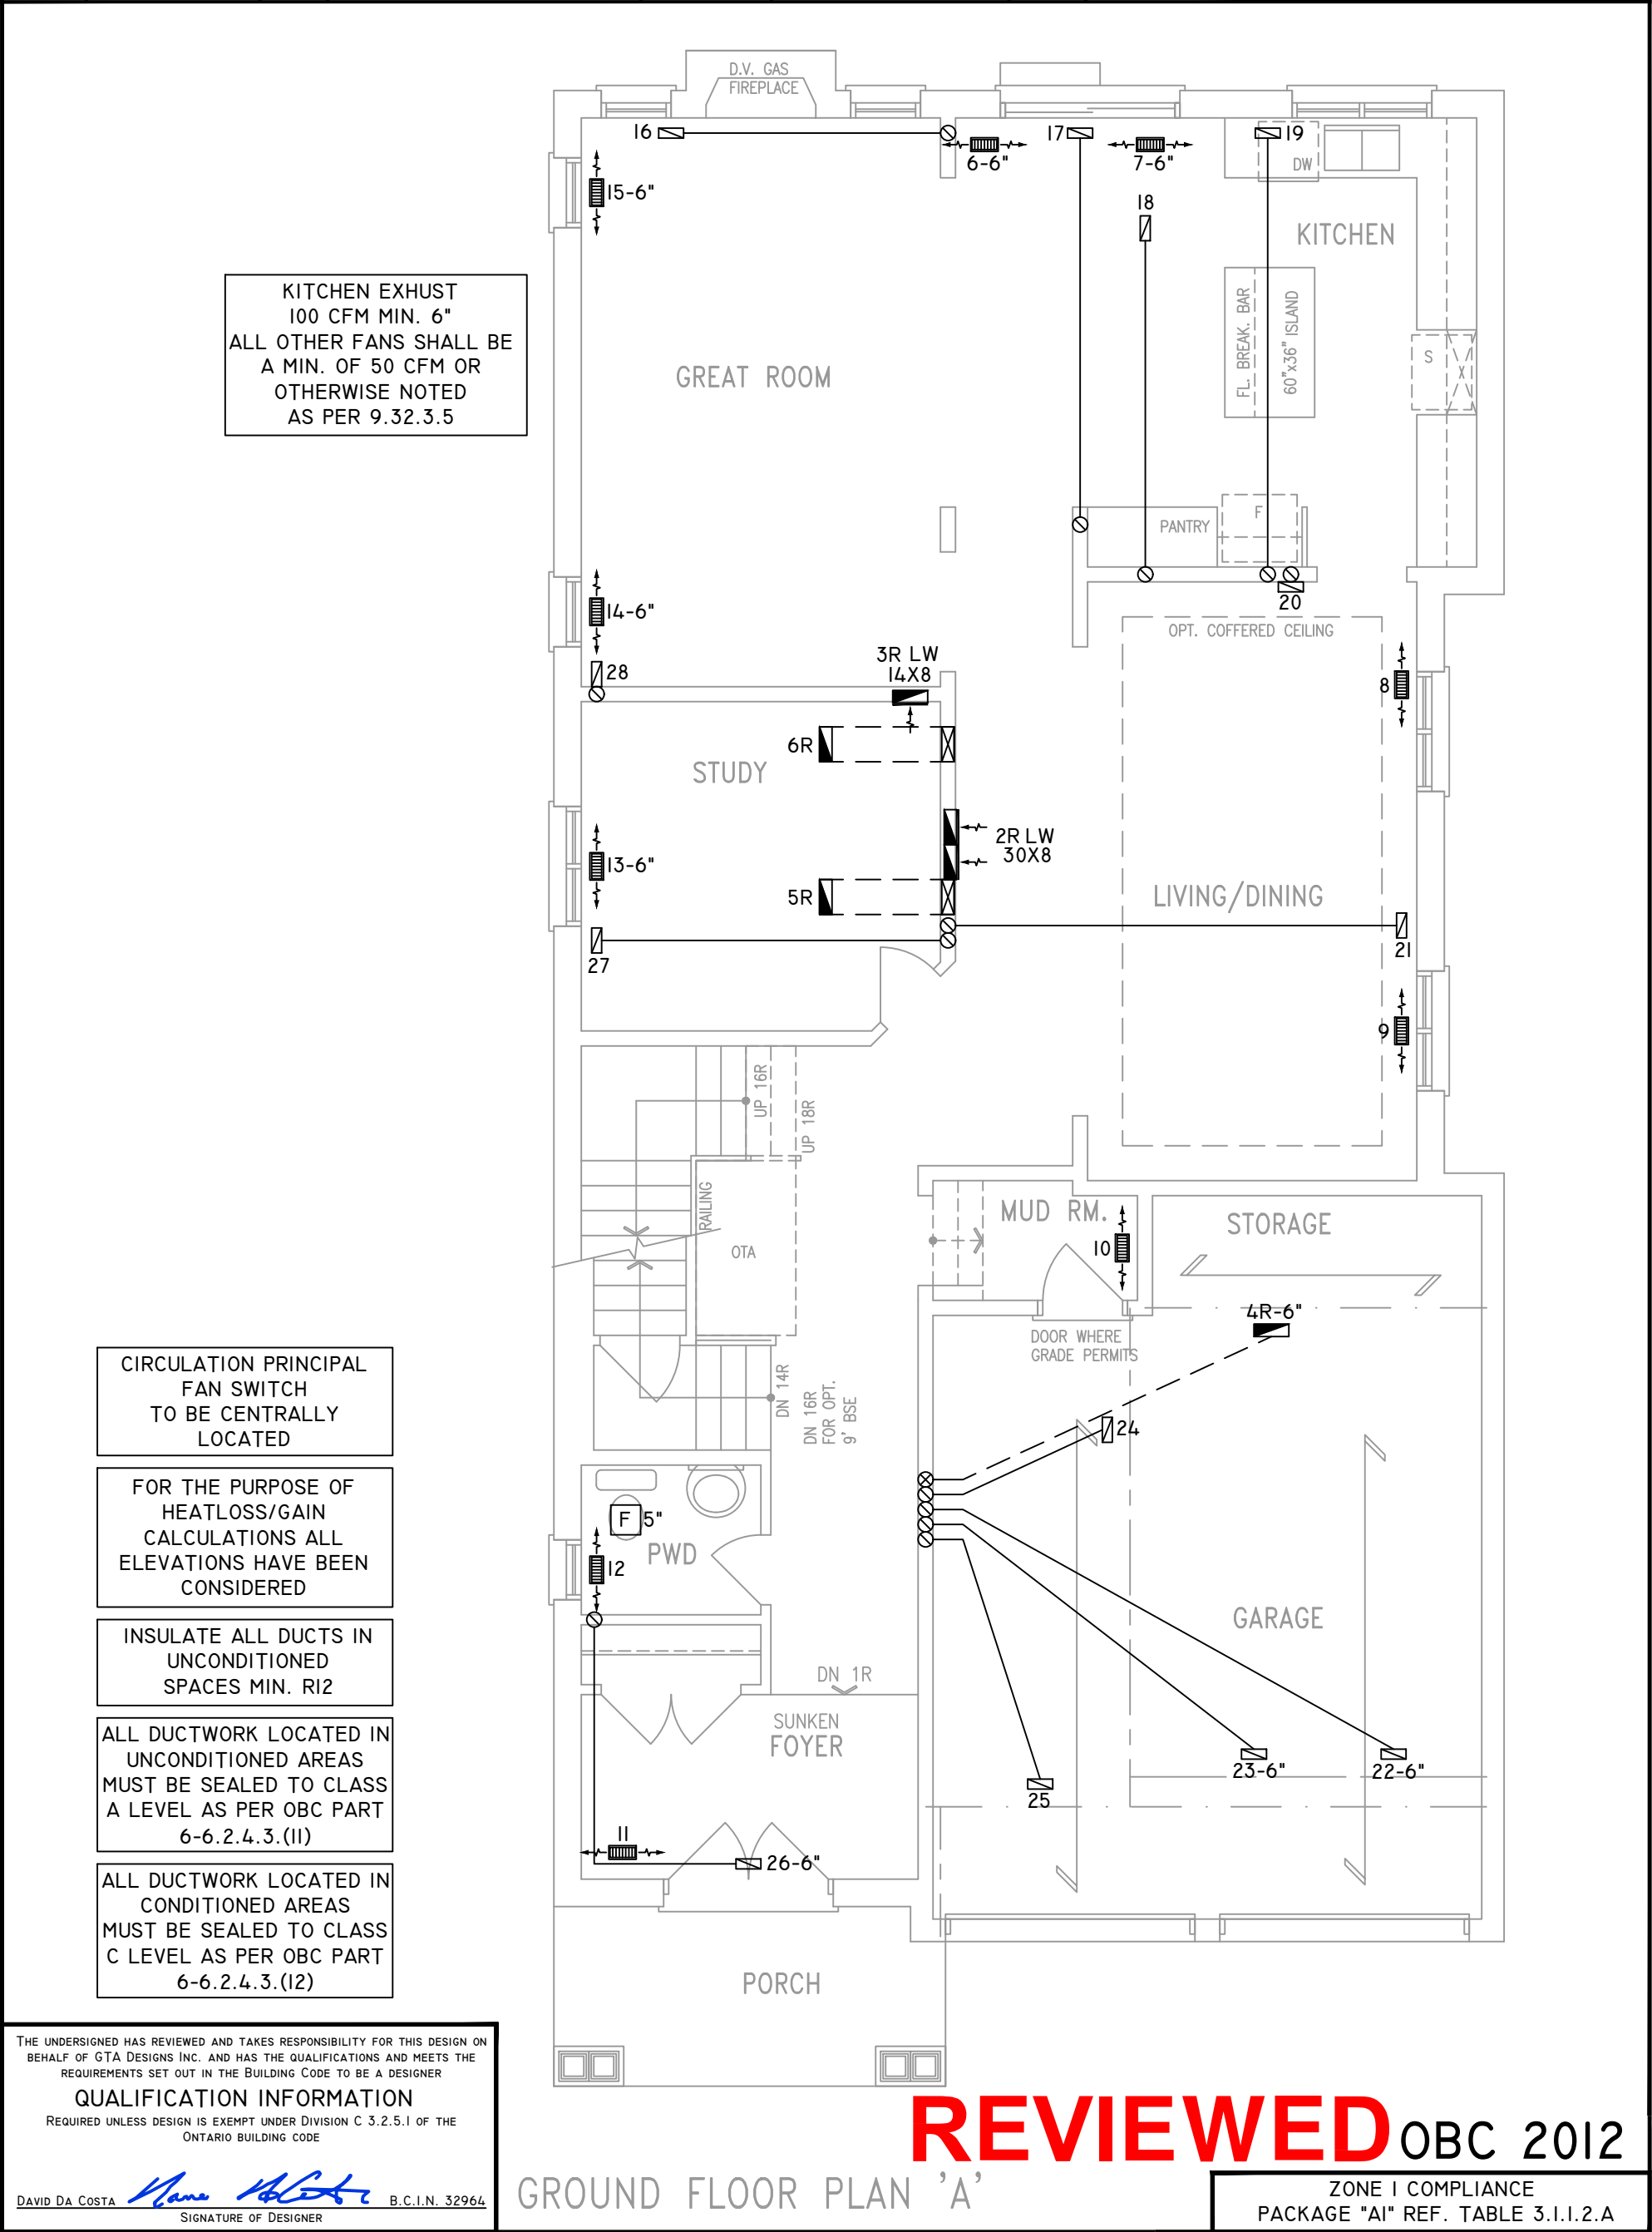 D.V. GAS
FIREPLACE
16
6-6"
17
7-6"
19
DW
15-6"
18
KITCHEN
KITCHEN EXHUST
100 CFM MIN. 6"
ALL OTHER FANS SHALL BE
A MIN. OF 50 CFM OR
OTHERWISE NOTED
AS PER 9.32.3.5
FL. BREAK. BAR
60"x36" ISLAND
S
GREAT ROOM
PANTRY
F
20
14-6"
OPT. COFFERED CEILING
28
3R LW
14X8
8
6R
STUDY
2R LW
30X8
13-6"
5R
LIVING/DINING
27
21
9
UP 16R
UP 18R
RAILING
OTA
MUD RM.
10
STORAGE
4R-6"
DOOR WHERE
GRADE PERMITS
DN 14R
DN 16R
FOR OPT.
9' BSE
24
CIRCULATION PRINCIPAL
FAN SWITCH
TO BE CENTRALLY
LOCATED
FOR THE PURPOSE OF
HEATLOSS/GAIN
CALCULATIONS ALL
ELEVATIONS HAVE BEEN
CONSIDERED
F 5"
PWD
12
GARAGE
INSULATE ALL DUCTS IN
UNCONDITIONED
SPACES MIN. R12
DN 1R
SUNKEN
FOYER
ALL DUCTWORK LOCATED IN
UNCONDITIONED AREAS
MUST BE SEALED TO CLASS
A LEVEL AS PER OBC PART
6-6.2.4.3.(11)
23-6"
22-6"
25
11
26-6"
ALL DUCTWORK LOCATED IN
CONDITIONED AREAS
MUST BE SEALED TO CLASS
C LEVEL AS PER OBC PART
6-6.2.4.3.(12)
PORCH
THE UNDERSIGNED HAS REVIEWED AND TAKES RESPONSIBILITY FOR THIS DESIGN ON
BEHALF OF GTA DESIGNS INC. AND HAS THE QUALIFICATIONS AND MEETS THE
REQUIREMENTS SET OUT IN THE BUILDING CODE TO BE A DESIGNER
QUALIFICATION INFORMATION
REQUIRED UNLESS DESIGN IS EXEMPT UNDER DIVISION C 3.2.5.1 OF THE
ONTARIO BUILDING CODE
DAVID DA COSTA
B.C.I.N. 32964
SIGNATURE OF DESIGNER
GROUND FLOOR PLAN 'A'
REVIEWED
OBC 2012
ZONE 1 COMPLIANCE
PACKAGE "A1" REF. TABLE 3.1.1.2.A